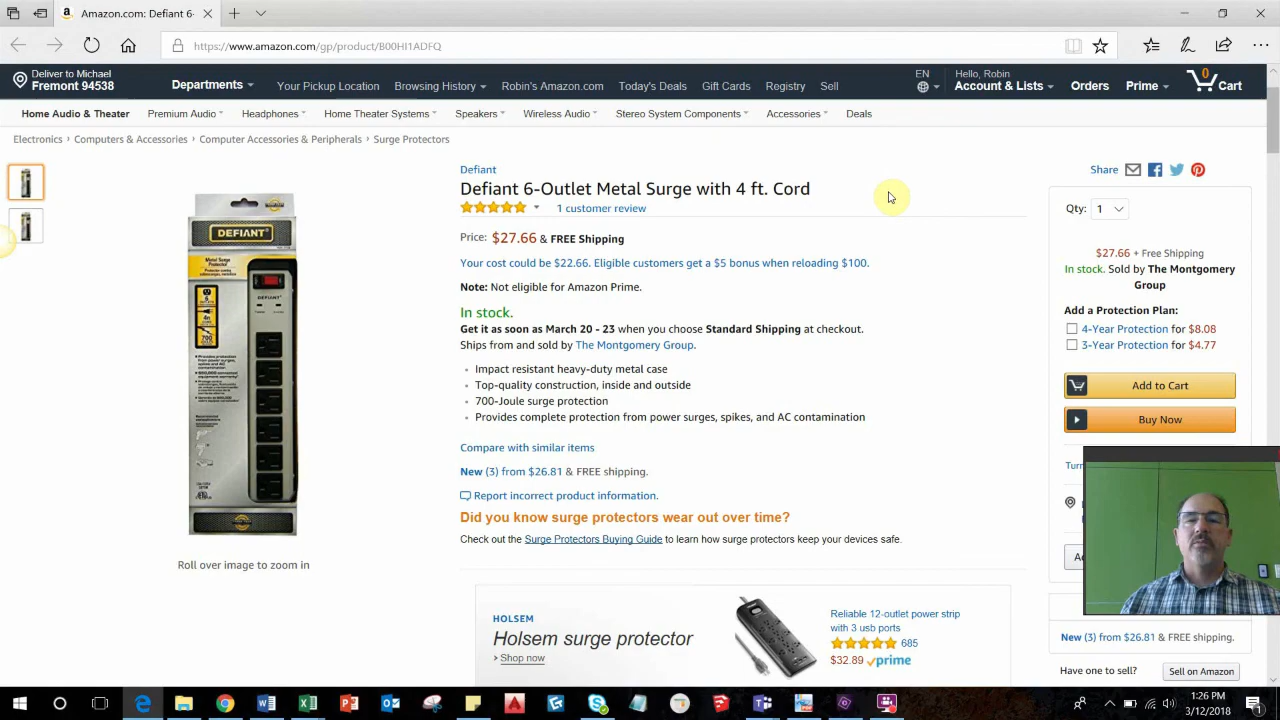 Amazon.com: Defiant 6-
https://www.amazon.com/gp/product/B00HI1ADFQ
Deliver to Michael
Fremont 94538
Departments
Your Pickup Location
Browsing History
Robin's Amazon.com
Today's Deals
Gift Cards
Registry
Sell
EN
Hello, Robin
Account & Lists
Orders
Prime
0
Cart
Home Audio & Theater
Premium Audio
Headphones
Home Theater Systems
Speakers
Wireless Audio
Stereo System Components
Accessories
Deals
Electronics › Computers & Accessories › Computer Accessories & Peripherals › Surge Protectors
DEFIANT
Metal Surge
Protector
DEFIANT
700
Roll over image to zoom in
Defiant
Defiant 6-Outlet Metal Surge with 4 ft. Cord
1 customer review
Price: $27.66 & FREE Shipping
Your cost could be $22.66. Eligible customers get a $5 bonus when reloading $100.
Note: Not eligible for Amazon Prime.
In stock.
Get it as soon as March 20 - 23 when you choose Standard Shipping at checkout.
Ships from and sold by The Montgomery Group.
• Impact resistant heavy-duty metal case
• Top-quality construction, inside and outside
• 700-Joule surge protection
• Provides complete protection from power surges, spikes, and AC contamination
Compare with similar items
New (3) from $26.81 & FREE shipping.
Report incorrect product information.
Did you know surge protectors wear out over time?
Check out the Surge Protectors Buying Guide to learn how surge protectors keep your devices safe.
HOLSEM
Holsem surge protector
› Shop now
Reliable 12-outlet power strip
with 3 usb ports
685
$32.89 prime
Share
Qty: 1
$27.66 + Free Shipping
In stock. Sold by The Montgomery
Group
Add a Protection Plan:
4-Year Protection for $8.08
3-Year Protection for $4.77
Add to Cart
Buy Now
New (3) from $26.81 & FREE shipping.
Have one to sell?
Sell on Amazon
1:26 PM
3/12/2018